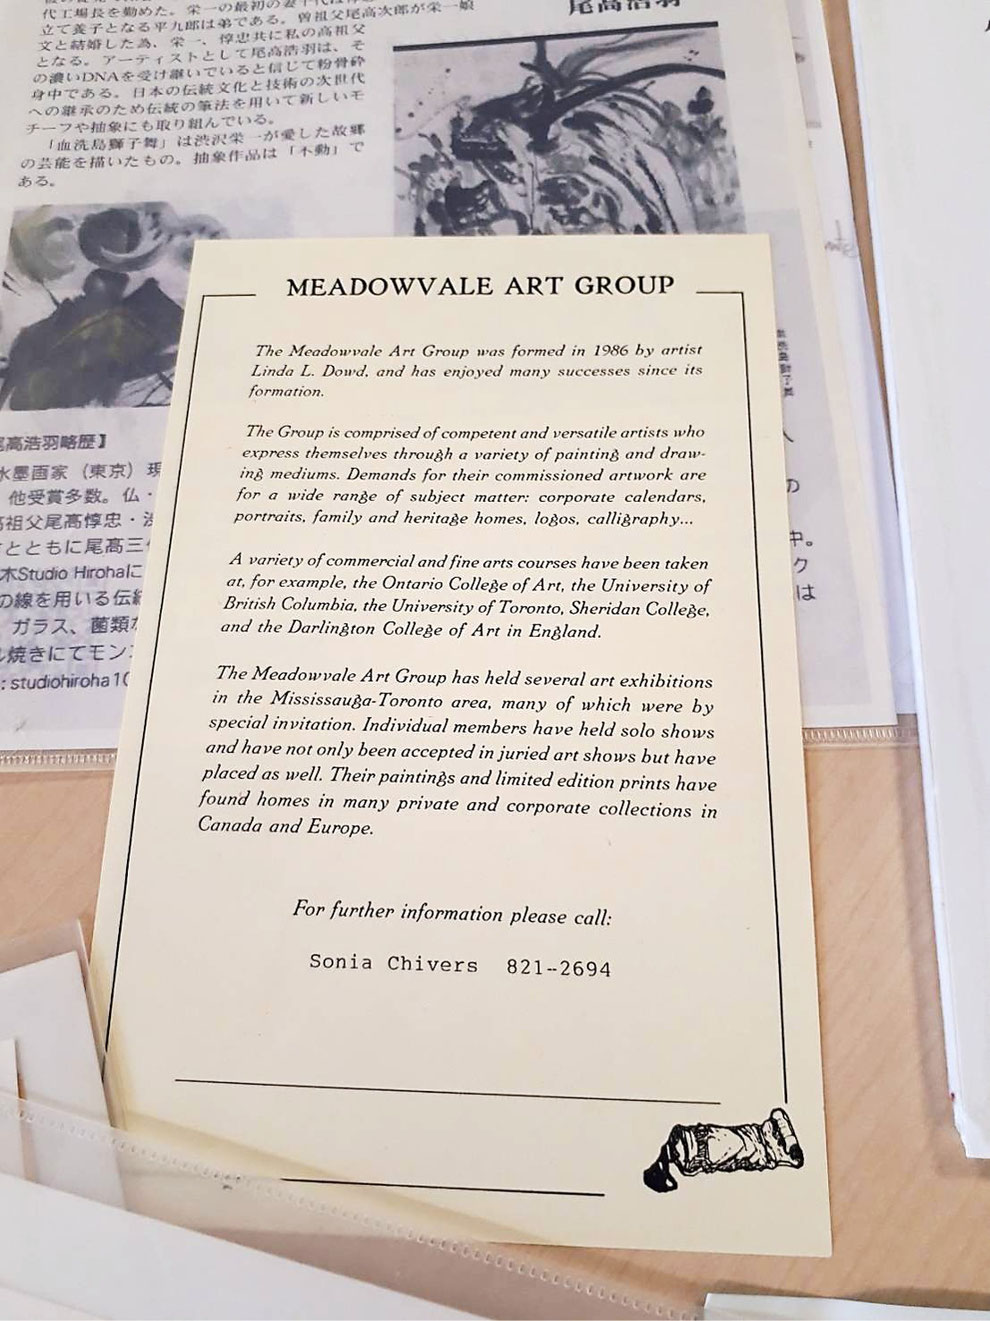 代工場長を勤めた。栄一の最初の妻
立て養子となる平九郎は弟である。曽祖父尾高次郎が栄一娘
文と結婚した為、栄一、惇忠共に私の高祖父
となる。アーティストとして尾高浩羽は、そ
の濃いDNAを受け継いでいると信じて粉骨砕
身中である。日本の伝統文化と技術の次世代
への継承のため伝統の筆法を用いて新しいモ
チーフや抽象にも取り組んでいる。
「血洗島獅子舞」は渋沢栄一が愛した故郷
の芸能を描いたもの。抽象作品は「不動」で
ある。
尾高浩羽
高浩羽略歴】
水墨画家（東京）現
他受賞多数。仏・
高祖父尾高惇忠・渋
とともに尾高三
木Studio Hirohaに
の線を用いる伝統
ガラス、菌類
焼きにてモン
: studiohiroha10
の
中。
ク
は
MEADOWVALE ART GROUP
The Meadowvale Art Group was formed in 1986 by artist
Linda L. Dowd, and has enjoyed many successes since its
formation.
The Group is comprised of competent and versatile artists who
express themselves through a variety of painting and draw-
ing mediums. Demands for their commissioned artwork are
for a wide range of subject matter: corporate calendars,
portraits, family and heritage homes, logos, calligraphy...
A variety of commercial and fine arts courses have been taken
at, for example, the Ontario College of Art, the University of
British Columbia, the University of Toronto, Sheridan College,
and the Darlington College of Art in England.
The Meadowvale Art Group has held several art exhibitions
in the Mississauga-Toronto area, many of which were by
special invitation. Individual members have held solo shows
and have not only been accepted in juried art shows but have
placed as well. Their paintings and limited edition prints have
found homes in many private and corporate collections in
Canada and Europe.
For further information please call:
Sonia Chivers 821-2694